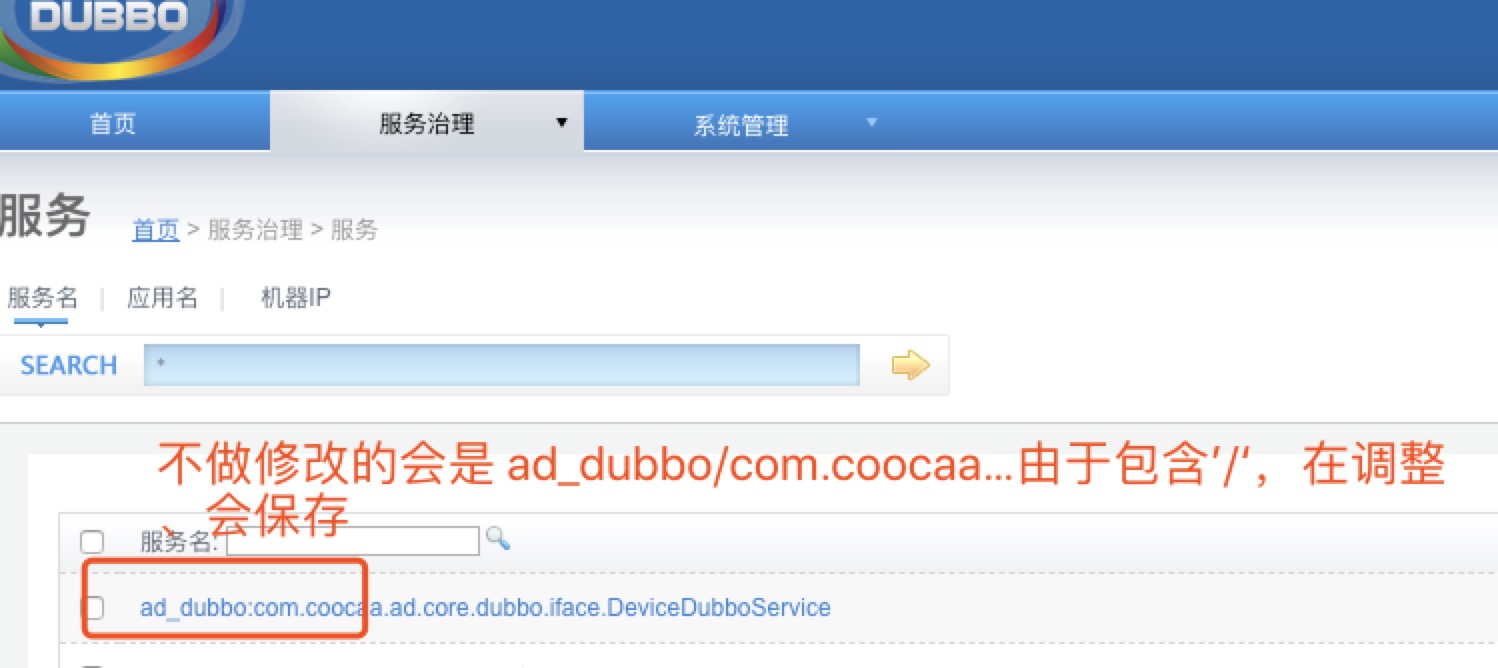 DUBBO
首页 服务治理 ▼ 系统管理 ▼
服务 首页 > 服务治理 > 服务
服务名 | 应用名 | 机器IP
SEARCH *
不做修改的会是 ad_dubbo/com.coocaa...由于包含'/'，在调整
、会保存
服务名:
ad_dubbo:com.coocaa.ad.core.dubbo.iface.DeviceDubboService